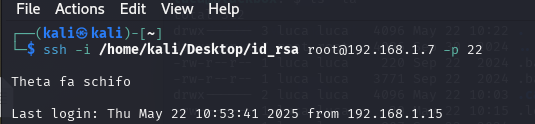 File Actions Edit View Help
┌──(kali㉿kali)-[~]
└─$ ssh -i /home/kali/Desktop/id_rsa root@192.168.1.7 -p 22
Theta fa schifo
Last login: Thu May 22 10:53:41 2025 from 192.168.1.15